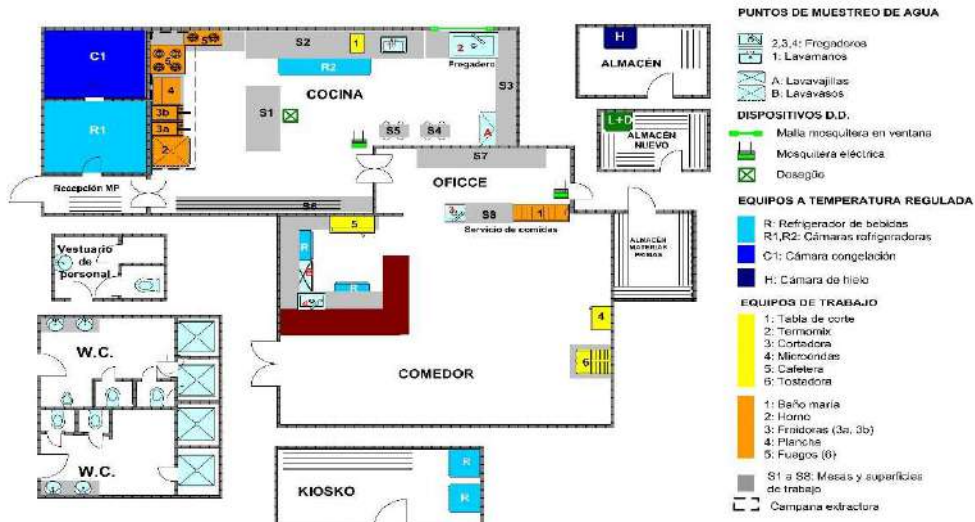 C1
R1
5
5
4
3b
3a
2
S2
1
R2
COCINA
S1
S5
S4
2
Fregadero
S3
A
S7
OFICCE
S8
1
Servicio de comidas
S6
5
Recepción MP
H
ALMACÉN
L+D
ALMACÉN
NUEVO
ALMACÉN
MATERIAS
PRIMAS
Vestuario
de
personal
R
R
4
6
COMEDOR
W.C.
W.C.
KIOSKO
R
R
PUNTOS DE MUESTREO DE AGUA
2,3,4: Fregaderos
1: Lavamanos
A: Lavavajillas
B: Lavavasos
DISPOSITIVOS D.D.
Malla mosquitera en ventana
Mosquitera eléctrica
Desagüe
EQUIPOS A TEMPERATURA REGULADA
R: Refrigerador de bebidas
R1,R2: Cámaras refrigeradoras
C1: Cámara congelación
H: Cámara de hielo
EQUIPOS DE TRABAJO
1: Tabla de corte
2: Termomix
3: Cortadora
4: Microondas
5: Cafetera
6: Tostadora
1: Baño maría
2: Horno
3: Freidoras (3a, 3b)
4: Plancha
5: Fuegos (6)
S1 a S8: Mesas y superficies
de trabajo
Campana extractora